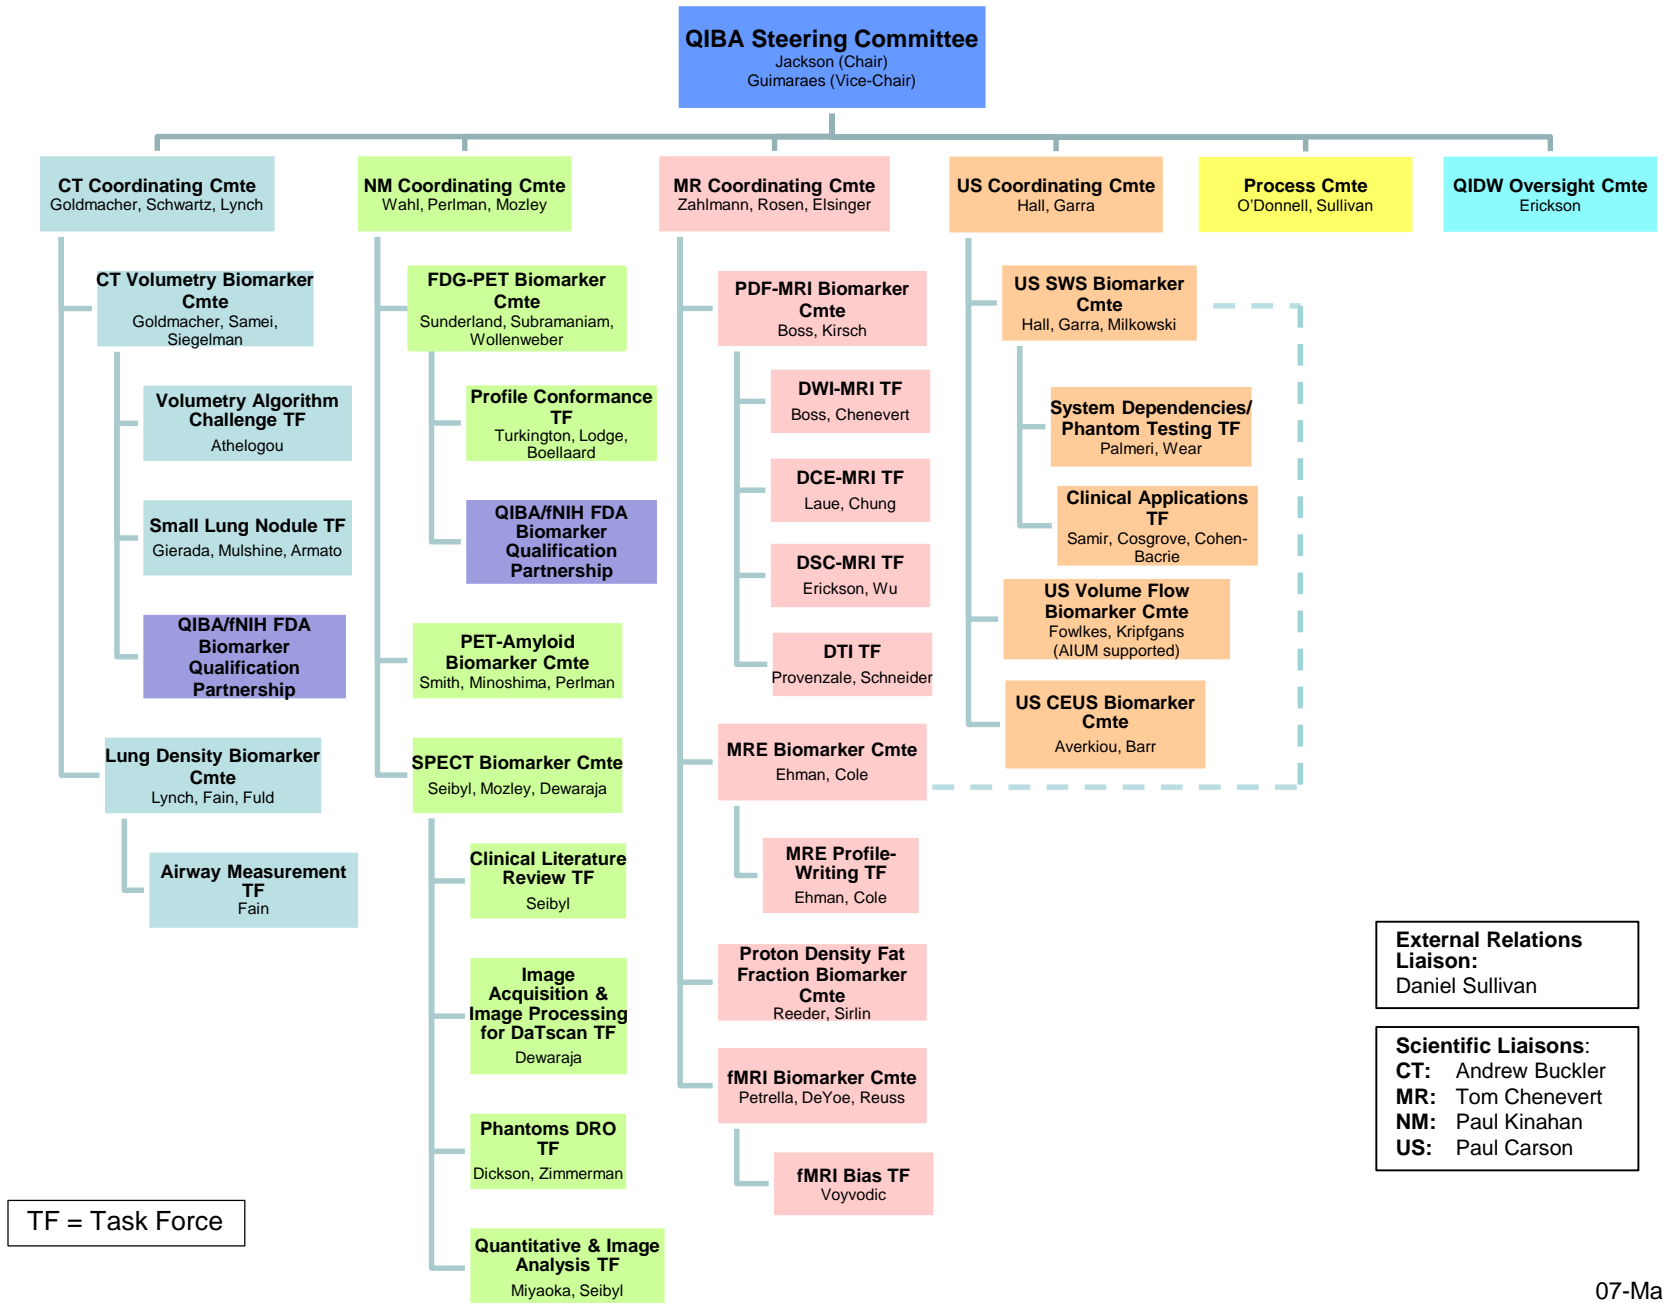 QIBA Steering Committee
Jackson (Chair)
Guimaraes (Vice-Chair)
CT Coordinating Cmte
Goldmacher, Schwartz, Lynch
NM Coordinating Cmte
Wahl, Perlman, Mozley
MR Coordinating Cmte
Zahlmann, Rosen, Elsinger
US Coordinating Cmte
Hall, Garra
Process Cmte
O’Donnell, Sullivan
QIDW Oversight Cmte
Erickson
CT Volumetry Biomarker
Cmte
Goldmacher, Samei,
Siegelman
Volumetry Algorithm
Challenge TF
Athelogou
Small Lung Nodule TF
Gierada, Mulshine, Armato
QIBA/fNIH FDA
Biomarker
Qualification
Partnership
Lung Density Biomarker
Cmte
Lynch, Fain, Fuld
Airway Measurement
TF
Fain
FDG-PET Biomarker
Cmte
Sunderland, Subramaniam,
Wollenweber
Profile Conformance
TF
Turkington, Lodge,
Boellaard
QIBA/fNIH FDA
Biomarker
Qualification
Partnership
PET-Amyloid
Biomarker Cmte
Smith, Minoshima, Perlman
SPECT Biomarker Cmte
Seibyl, Mozley, Dewaraja
Clinical Literature
Review TF
Seibyl
Image
Acquisition &
Image Processing
for DaTscan TF
Dewaraja
Phantoms DRO
TF
Dickson, Zimmerman
Quantitative & Image
Analysis TF
Miyaoka, Seibyl
PDF-MRI Biomarker
Cmte
Boss, Kirsch
DWI-MRI TF
Boss, Chenevert
DCE-MRI TF
Laue, Chung
DSC-MRI TF
Erickson, Wu
DTI TF
Provenzale, Schneider
MRE Biomarker Cmte
Ehman, Cole
MRE Profile-
Writing TF
Ehman, Cole
Proton Density Fat
Fraction Biomarker
Cmte
Reeder, Sirlin
fMRI Biomarker Cmte
Petrella, DeYoe, Reuss
fMRI Bias TF
Voyvodic
US SWS Biomarker
Cmte
Hall, Garra, Milkowski
System Dependencies/
Phantom Testing TF
Palmeri, Wear
Clinical Applications
TF
Samir, Cosgrove, Cohen-
Bacrie
US Volume Flow
Biomarker Cmte
Fowlkes, Kripfgans
(AIUM supported)
US CEUS Biomarker
Cmte
Averkiou, Barr
External Relations
Liaison:
Daniel Sullivan
Scientific Liaisons:
CT: Andrew Buckler
MR: Tom Chenevert
NM: Paul Kinahan
US: Paul Carson
TF = Task Force
07-Ma